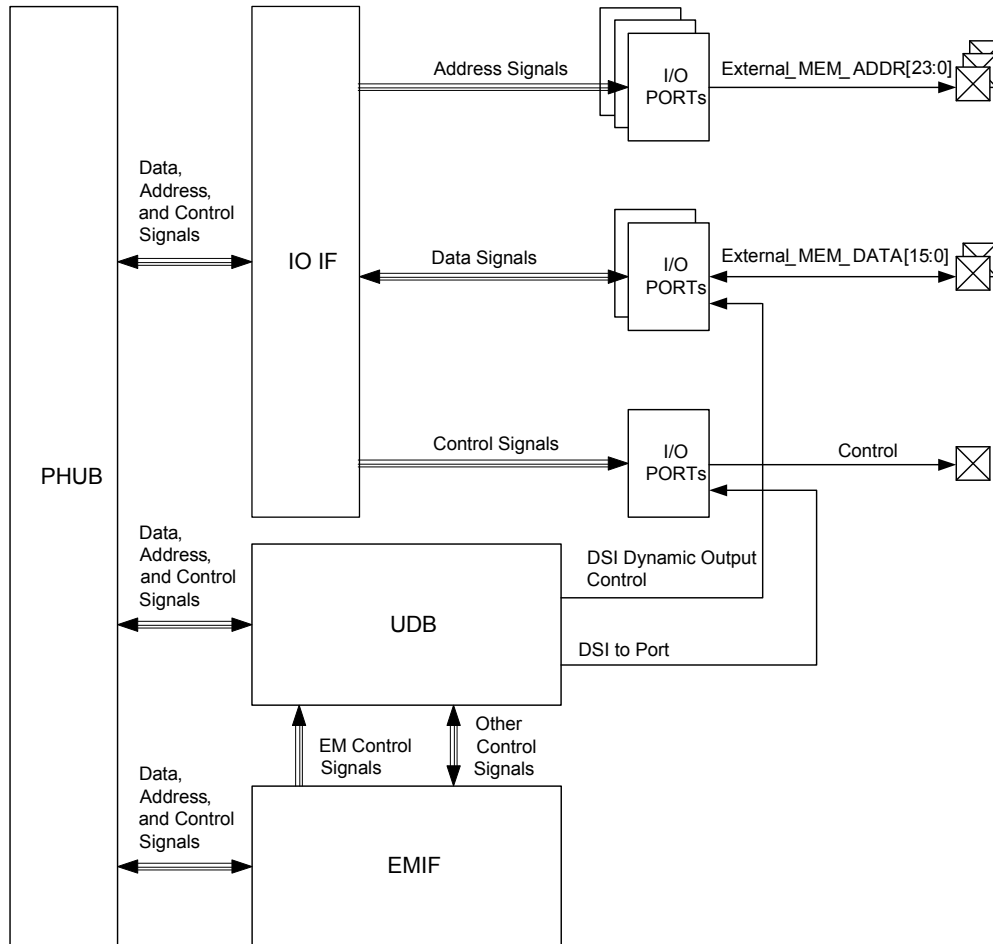 Address Signals
I/O
PORTs
External_MEM_ADDR[23:0]
Data,
Address,
and Control
Signals
IO IF
Data Signals
I/O
PORTs
External_MEM_DATA[15:0]
Control Signals
I/O
PORTs
Control
PHUB
Data,
Address,
and Control
Signals
UDB
DSI Dynamic Output
Control
DSI to Port
EM Control
Signals
Other
Control
Signals
Data,
Address,
and Control
Signals
EMIF